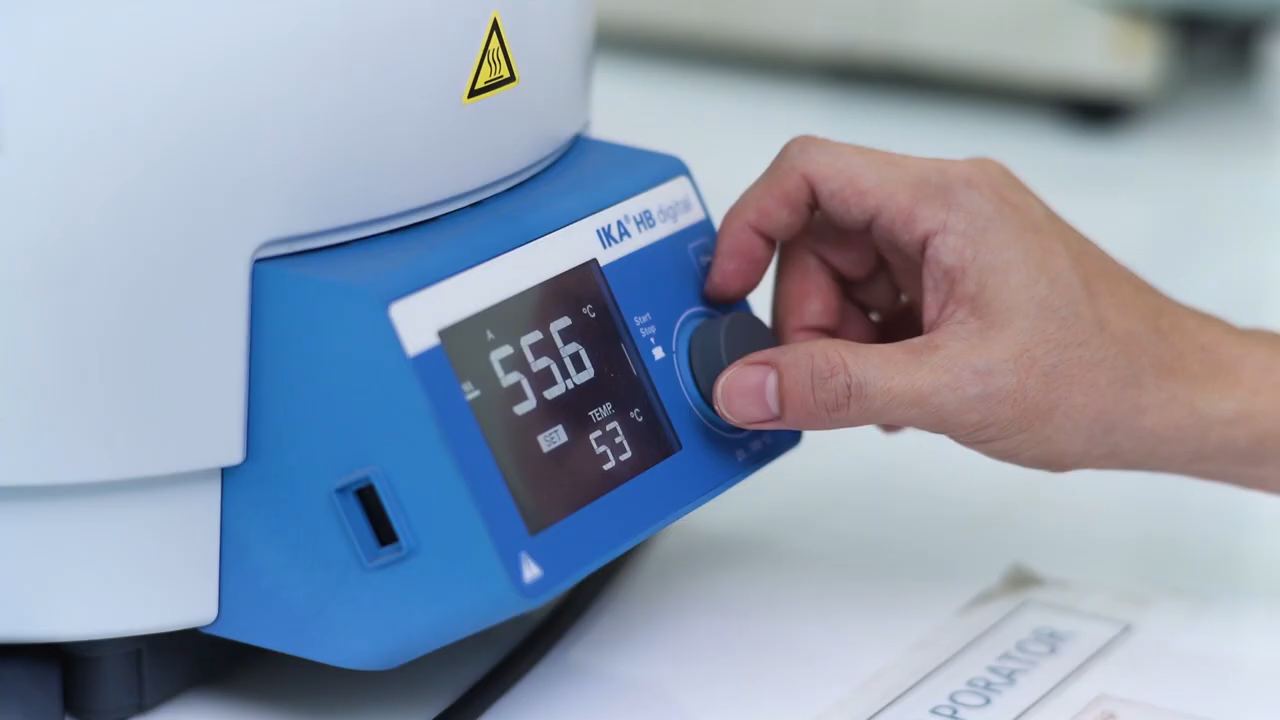 IKA® HB digital
A
55.6 °C
Start
Stop
TEMP.
SET 53 °C
PORATOR